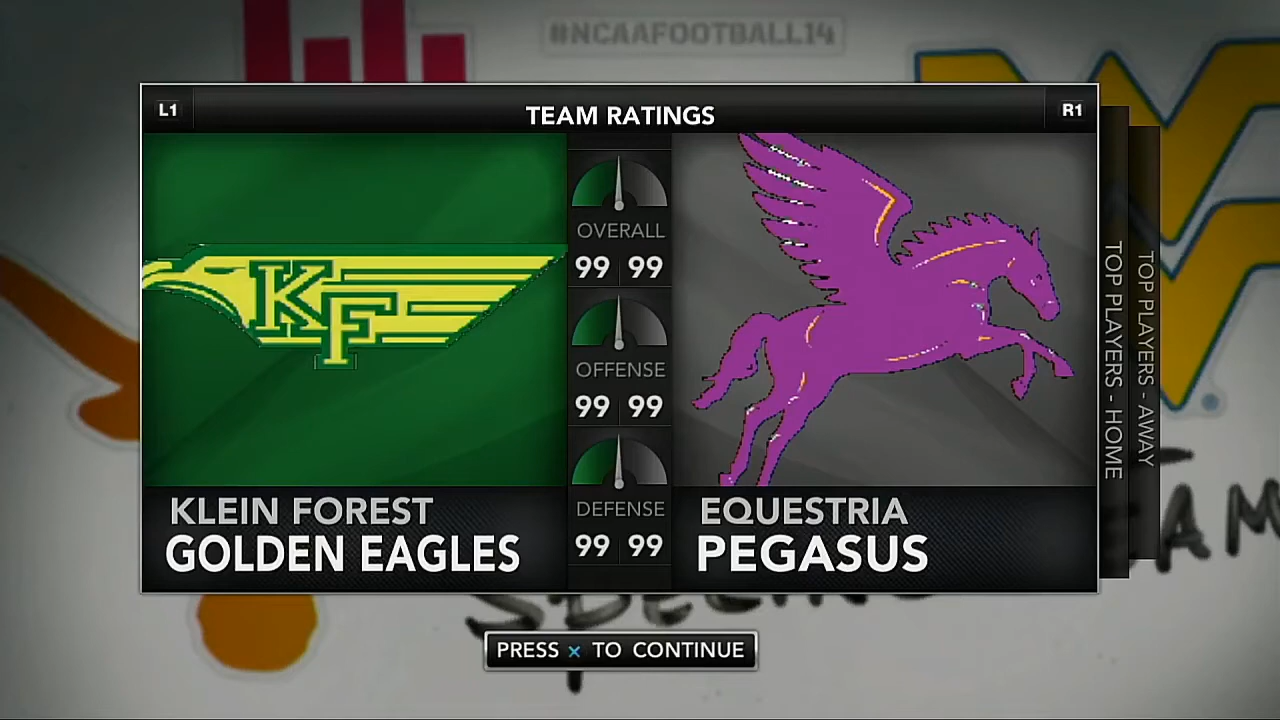 #NCAAFOOTBALL14
L1
TEAM RATINGS
R1
KF
OVERALL
99 99
OFFENSE
99 99
DEFENSE
99 99
KLEIN FOREST
GOLDEN EAGLES
EQUESTRIA
PEGASUS
TOP PLAYERS - HOME
TOP PLAYERS - AWAY
PRESS × TO CONTINUE